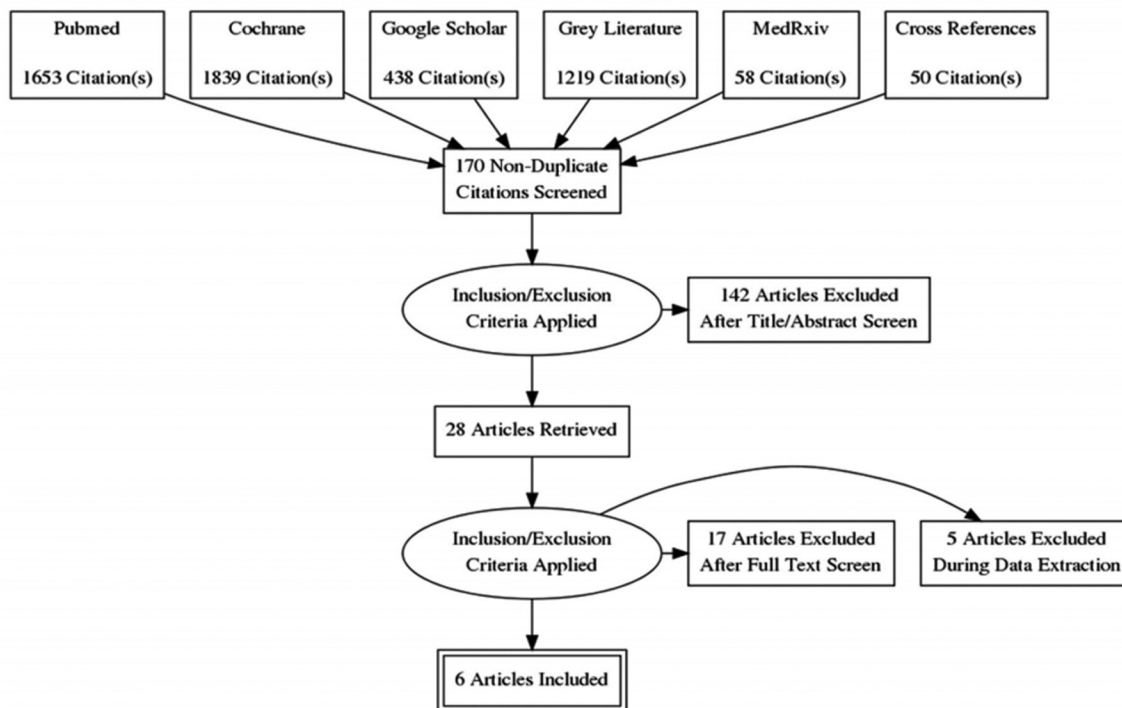 Pubmed
1653 Citation(s)
Cochrane
1839 Citation(s)
Google Scholar
438 Citation(s)
Grey Literature
1219 Citation(s)
MedRxiv
58 Citation(s)
Cross References
50 Citation(s)
170 Non-Duplicate
Citations Screened
Inclusion/Exclusion
Criteria Applied
142 Articles Excluded
After Title/Abstract Screen
28 Articles Retrieved
Inclusion/Exclusion
Criteria Applied
17 Articles Excluded
After Full Text Screen
5 Articles Excluded
During Data Extraction
6 Articles Included